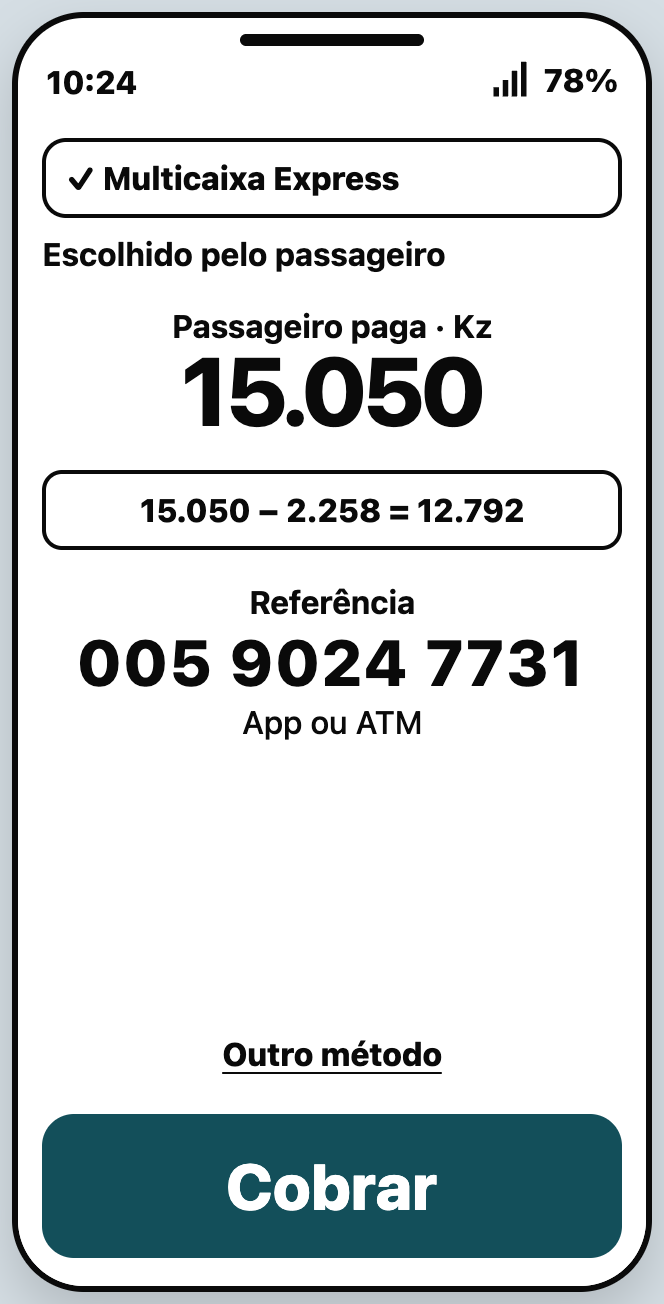 10:24 78%
✓ Multicaixa Express
Escolhido pelo passageiro
Passageiro paga · Kz
15.050
15.050 – 2.258 = 12.792
Referência
005 9024 7731
App ou ATM
Outro método
Cobrar